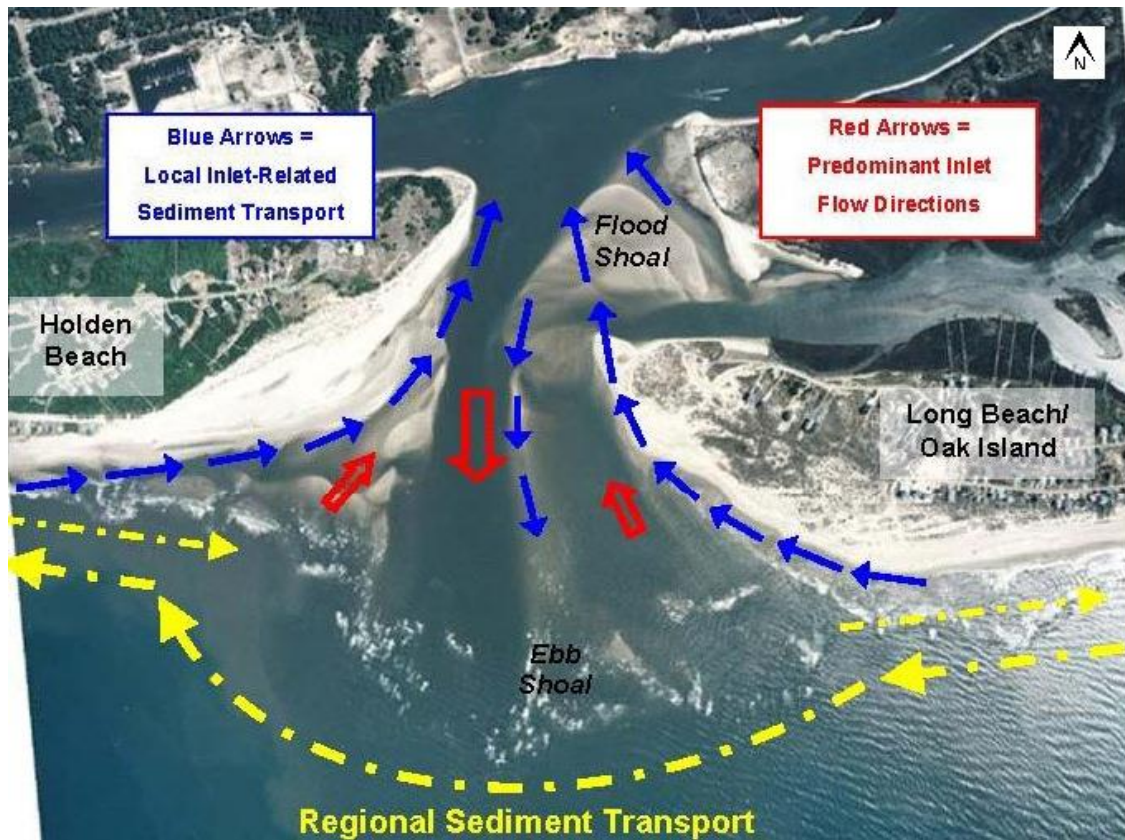 N
Blue Arrows =
Local Inlet-Related
Sediment Transport
Red Arrows =
Predominant Inlet
Flow Directions
Flood
Shoal
Holden
Beach
Long Beach/
Oak Island
Ebb
Shoal
Regional Sediment Transport